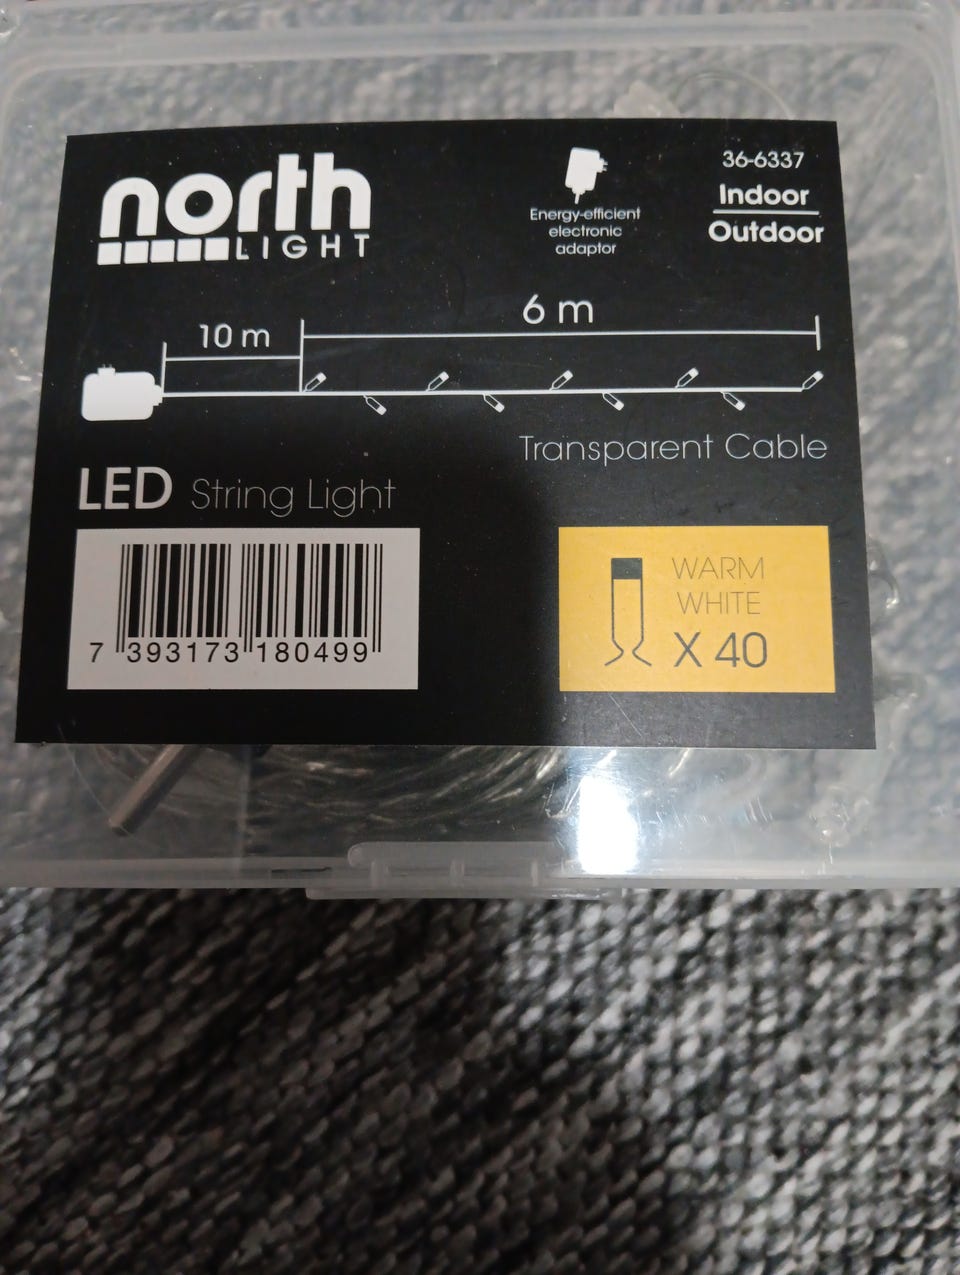 north
LIGHT
Energy-efficient
electronic
adaptor
36-6337
Indoor
Outdoor
10 m
6 m
Transparent Cable
LED String Light
7 393173 180499
WARM
WHITE
X 40